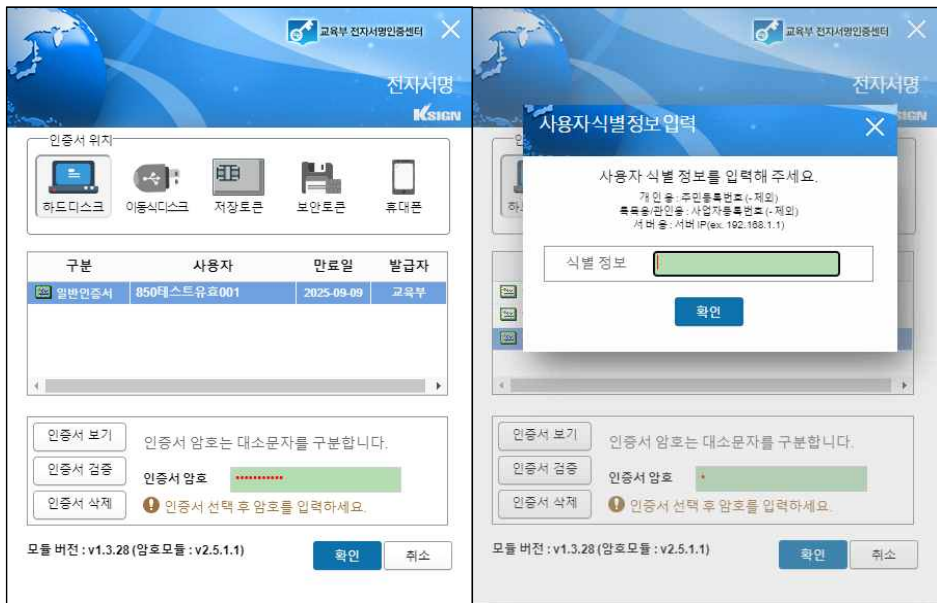 교육부 전자서명인증센터
전자서명
KSIGN
인증서 위치
하드디스크 이동식디스크 저장토큰 보안토큰 휴대폰
구분 사용자 만료일 발급자
일반인증서 850테스트유효001 2025-09-09 교육부
인증서 보기
인증서 암호는 대소문자를 구분합니다.
인증서 검증
인증서 암호 •••••••••••
인증서 삭제
인증서 선택 후 암호를 입력하세요.
모듈 버전 : v1.3.28 (암호모듈 : v2.5.1.1)
확인 취소
교육부 전자서명인증센터
전자서명
사용자 식별정보 입력
사용자 식별 정보를 입력해 주세요.
개인용 : 주민등록번호 (- 제외)
특목용/관인용 : 사업자등록번호 (- 제외)
서버용 : 서버 IP(ex. 192.168.1.1)
식별 정보
확인
인증서 보기
인증서 암호는 대소문자를 구분합니다.
인증서 검증
인증서 암호 •
인증서 삭제
인증서 선택 후 암호를 입력하세요.
모듈 버전 : v1.3.28 (암호모듈 : v2.5.1.1)
확인 취소